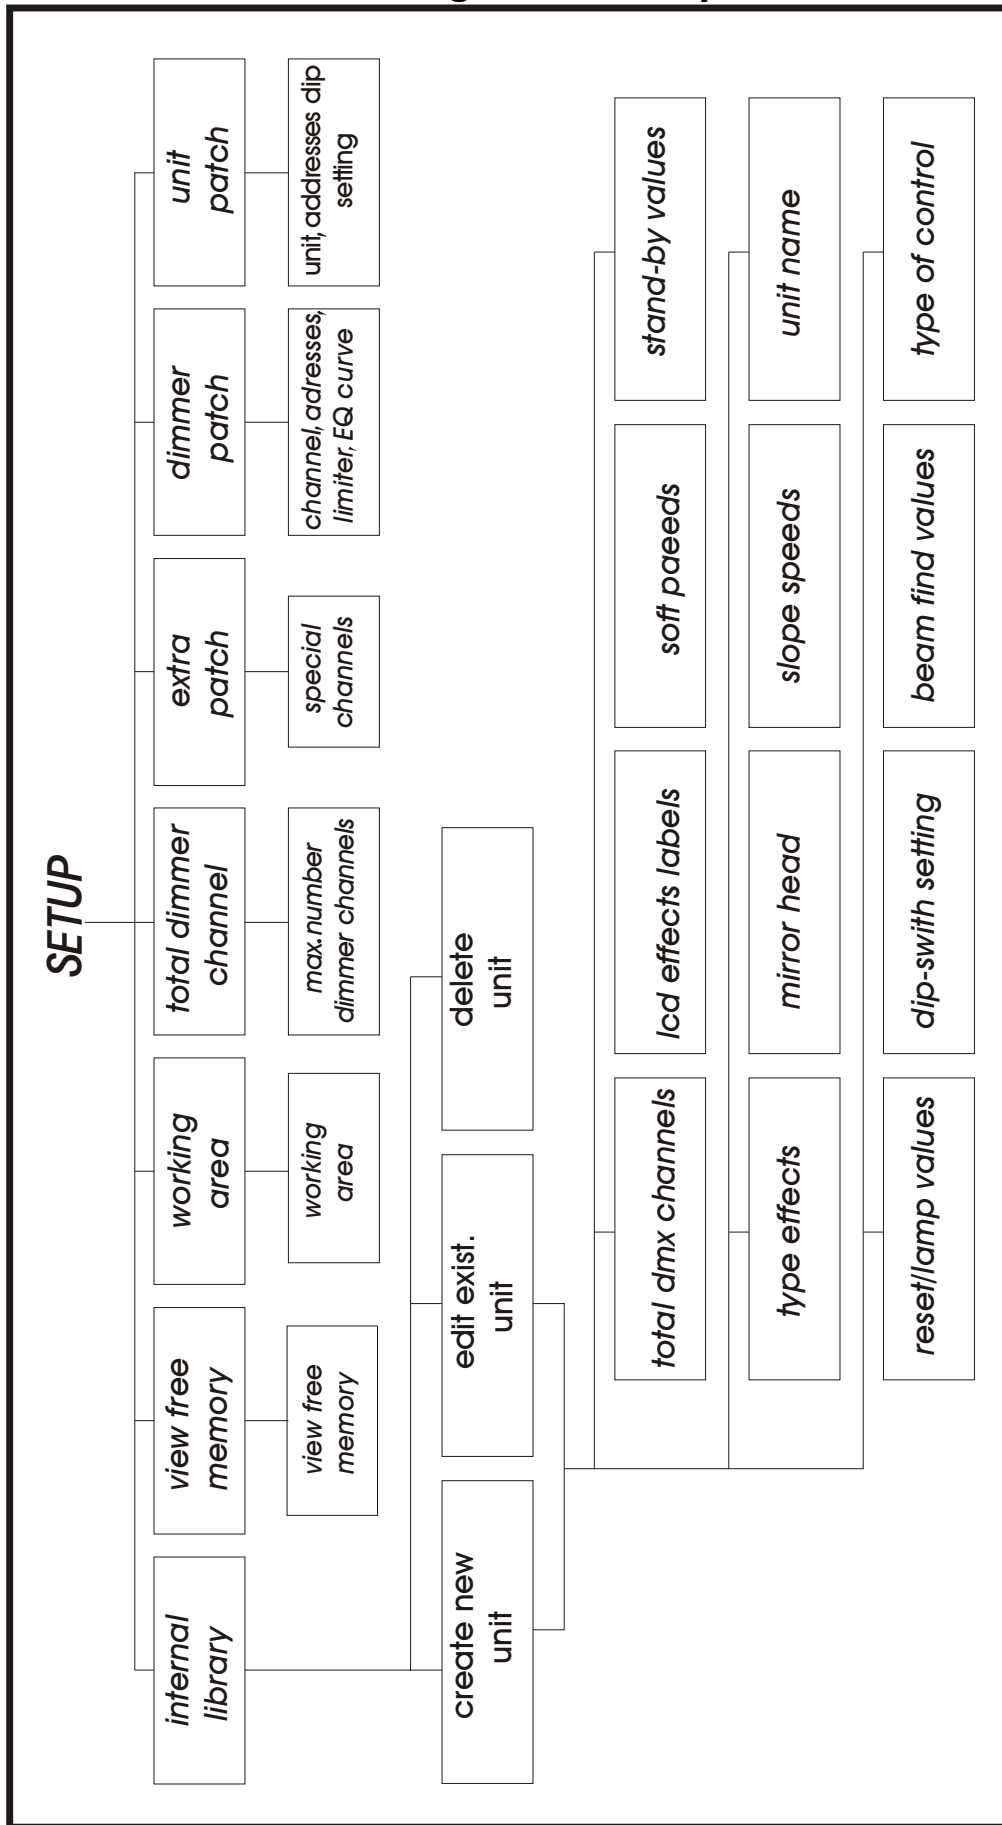 SETUP
internal
library
view free
memory
working
area
total dimmer
channel
extra
patch
dimmer
patch
unit
patch
view free
memory
working
area
max.number
dimmer channels
special
channels
channel, adresses,
limiter, EQ curve
unit, addresses dip
setting
create new
unit
edit exist.
unit
delete
unit
total dmx channels
lcd effects labels
soft paeeds
stand-by values
type effects
mirror head
slope speeds
unit name
reset/lamp values
dip-swith setting
beam find values
type of control